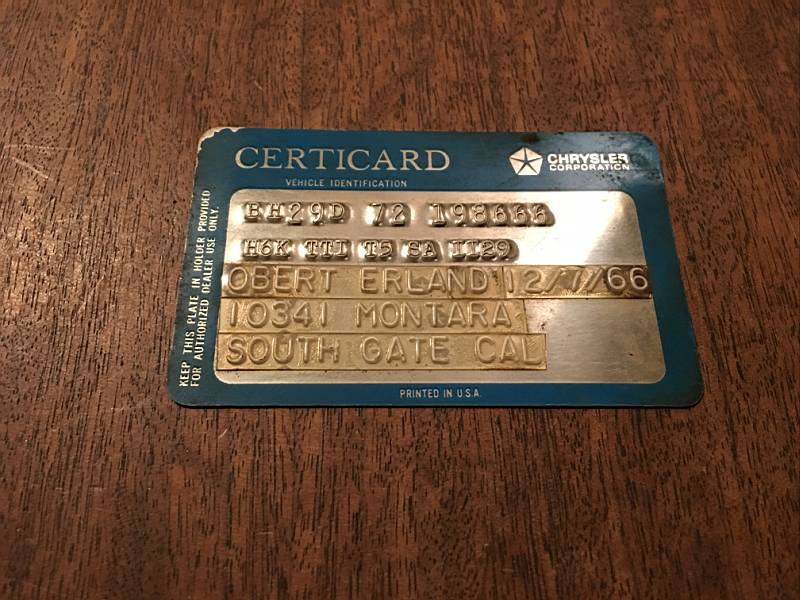 CERTICARD
CHRYSLER
CORPORATION
VEHICLE IDENTIFICATION
BH29D 72 198666
H6K TT1 T5 SA 1129
OBERT ERLAND 12/7/66
10341 MONTARA
SOUTH GATE CAL
KEEP THIS PLATE IN HOLDER PROVIDED
FOR AUTHORIZED DEALER USE ONLY.
PRINTED IN U.S.A.